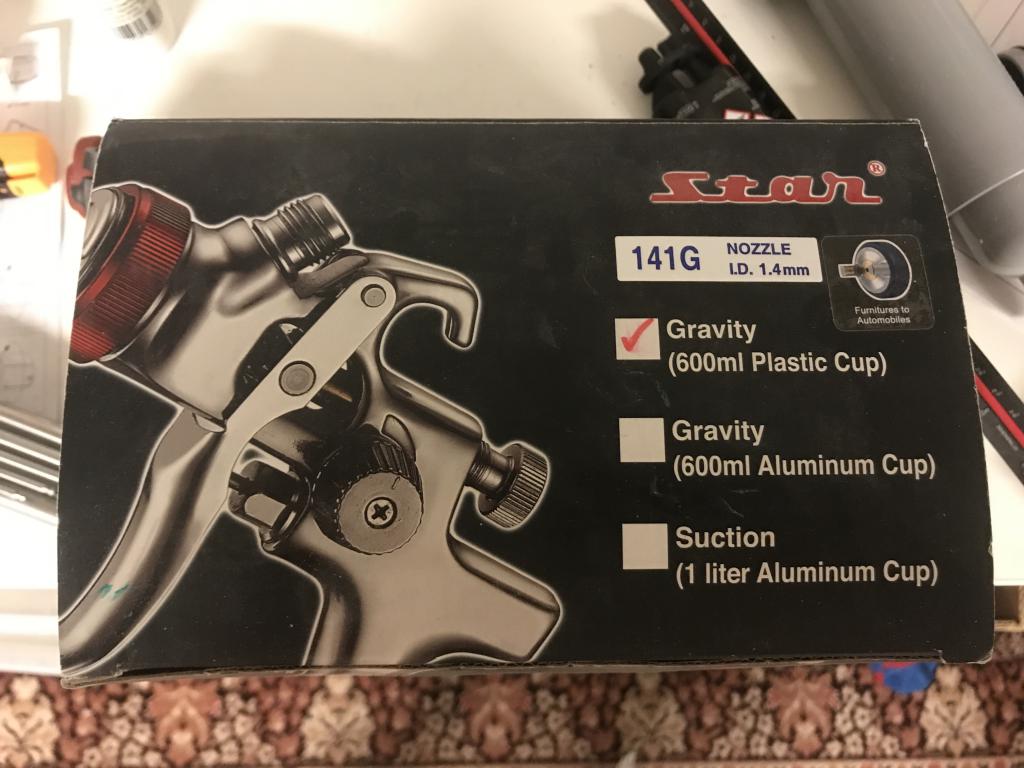 Star®
141G
NOZZLE
I.D. 1.4mm
Furnitures to
Automobiles
Gravity
(600ml Plastic Cup)
Gravity
(600ml Aluminum Cup)
Suction
(1 liter Aluminum Cup)